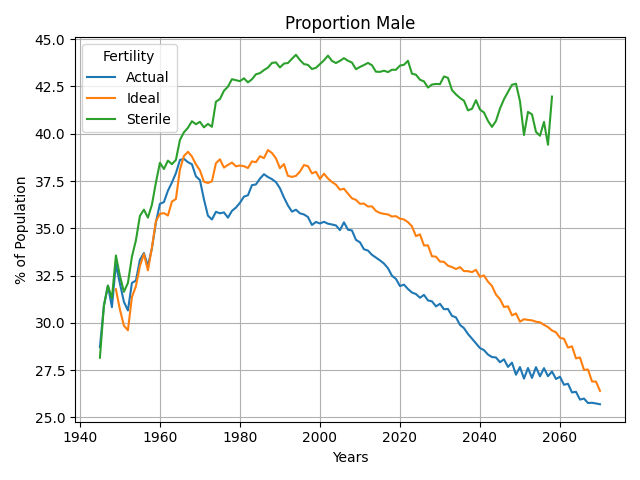 Proportion Male
45.0
42.5
40.0
37.5
35.0
32.5
30.0
27.5
25.0
% of Population
Fertility
Actual
Ideal
Sterile
1940 1960 1980 2000 2020 2040 2060
Years